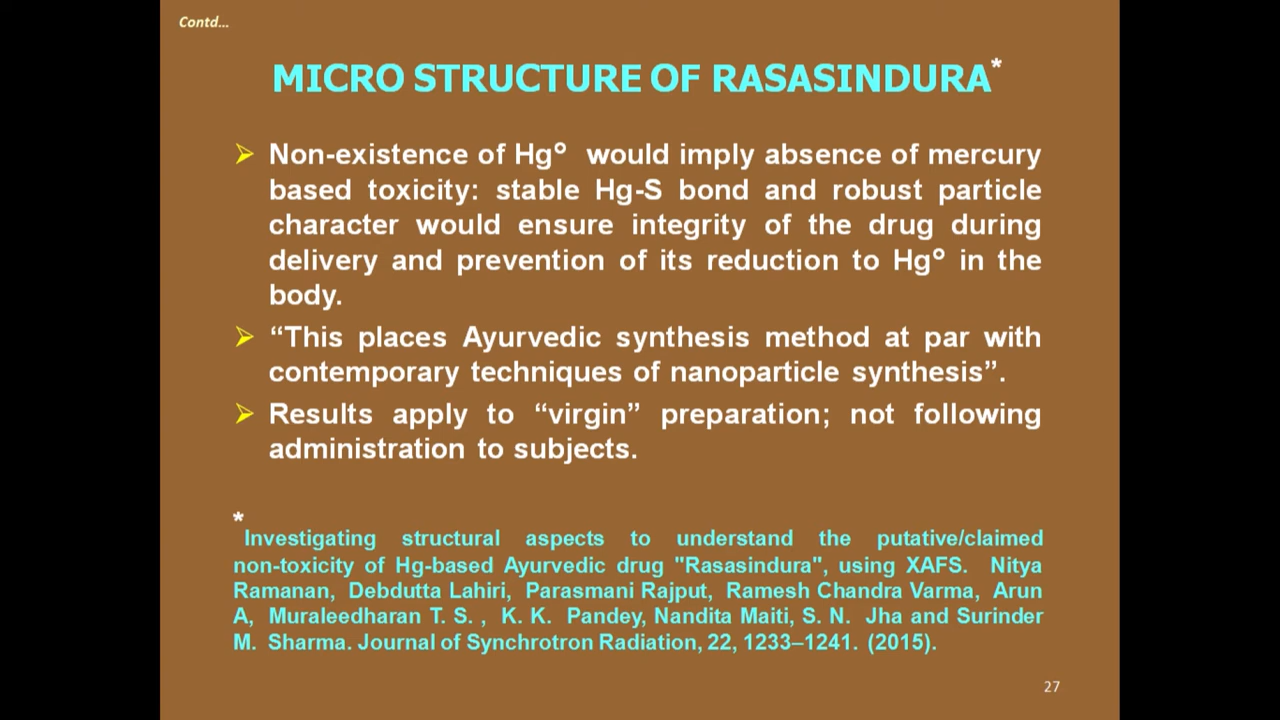 Contd...
MICRO STRUCTURE OF RASASINDURA*
➢ Non-existence of Hg° would imply absence of mercury
based toxicity: stable Hg-S bond and robust particle
character would ensure integrity of the drug during
delivery and prevention of its reduction to Hg° in the
body.
➢ “This places Ayurvedic synthesis method at par with
contemporary techniques of nanoparticle synthesis”.
➢ Results apply to “virgin” preparation; not following
administration to subjects.
*Investigating structural aspects to understand the putative/claimed
non-toxicity of Hg-based Ayurvedic drug "Rasasindura", using XAFS. Nitya
Ramanan, Debdutta Lahiri, Parasmani Rajput, Ramesh Chandra Varma, Arun
A, Muraleedharan T. S. , K. K. Pandey, Nandita Maiti, S. N. Jha and Surinder
M. Sharma. Journal of Synchrotron Radiation, 22, 1233–1241. (2015).
27